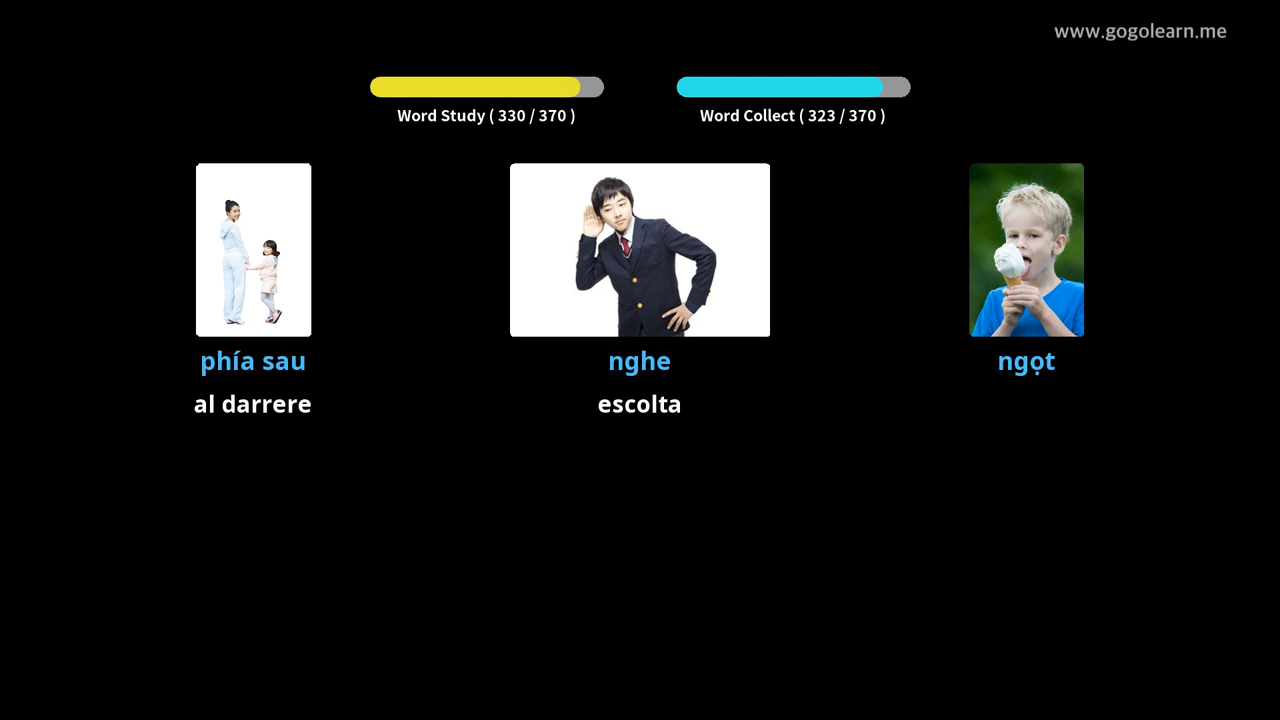 www.gogolearn.me
Word Study ( 330 / 370 )
Word Collect ( 323 / 370 )
phía sau
nghe
ngọt
al darrere
escolta